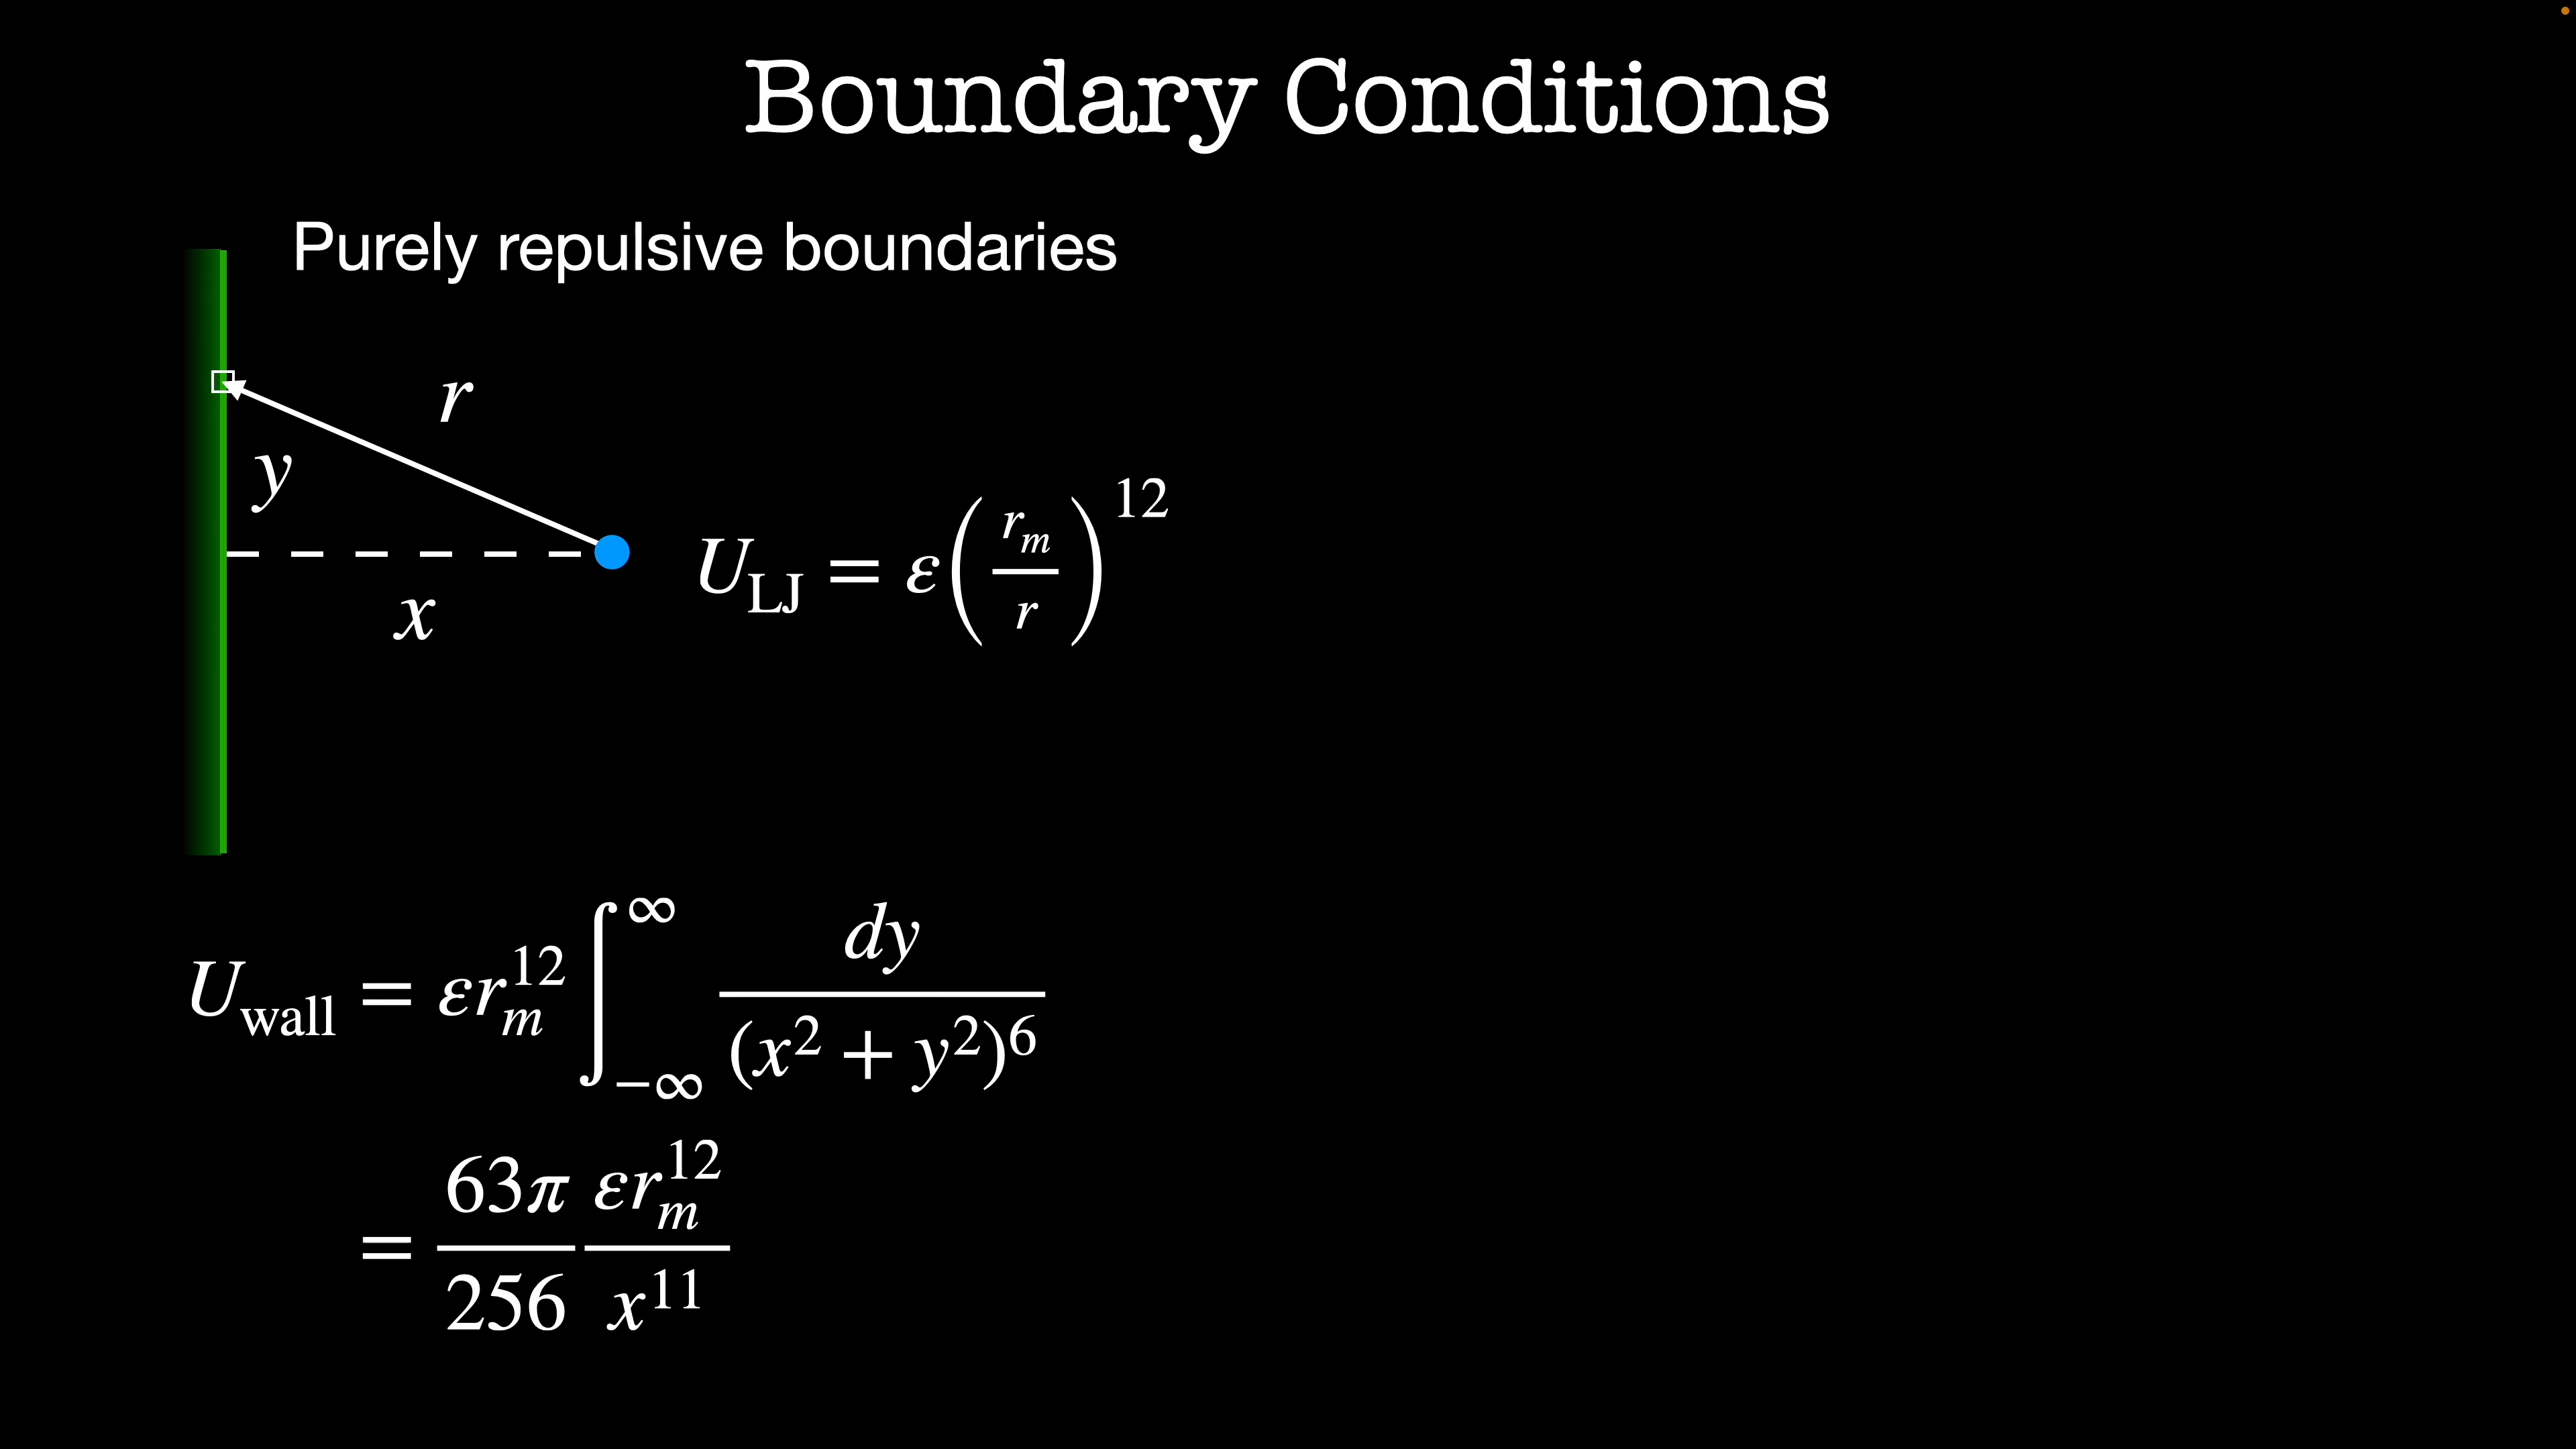 Boundary Conditions
Purely repulsive boundaries
r
y
x
U_LJ = ε(r_m/r)^12
U_wall = εr_m^12 ∫_{-∞}^{∞} dy/(x^2 + y^2)^6
= 63π/256 εr_m^12/x^11